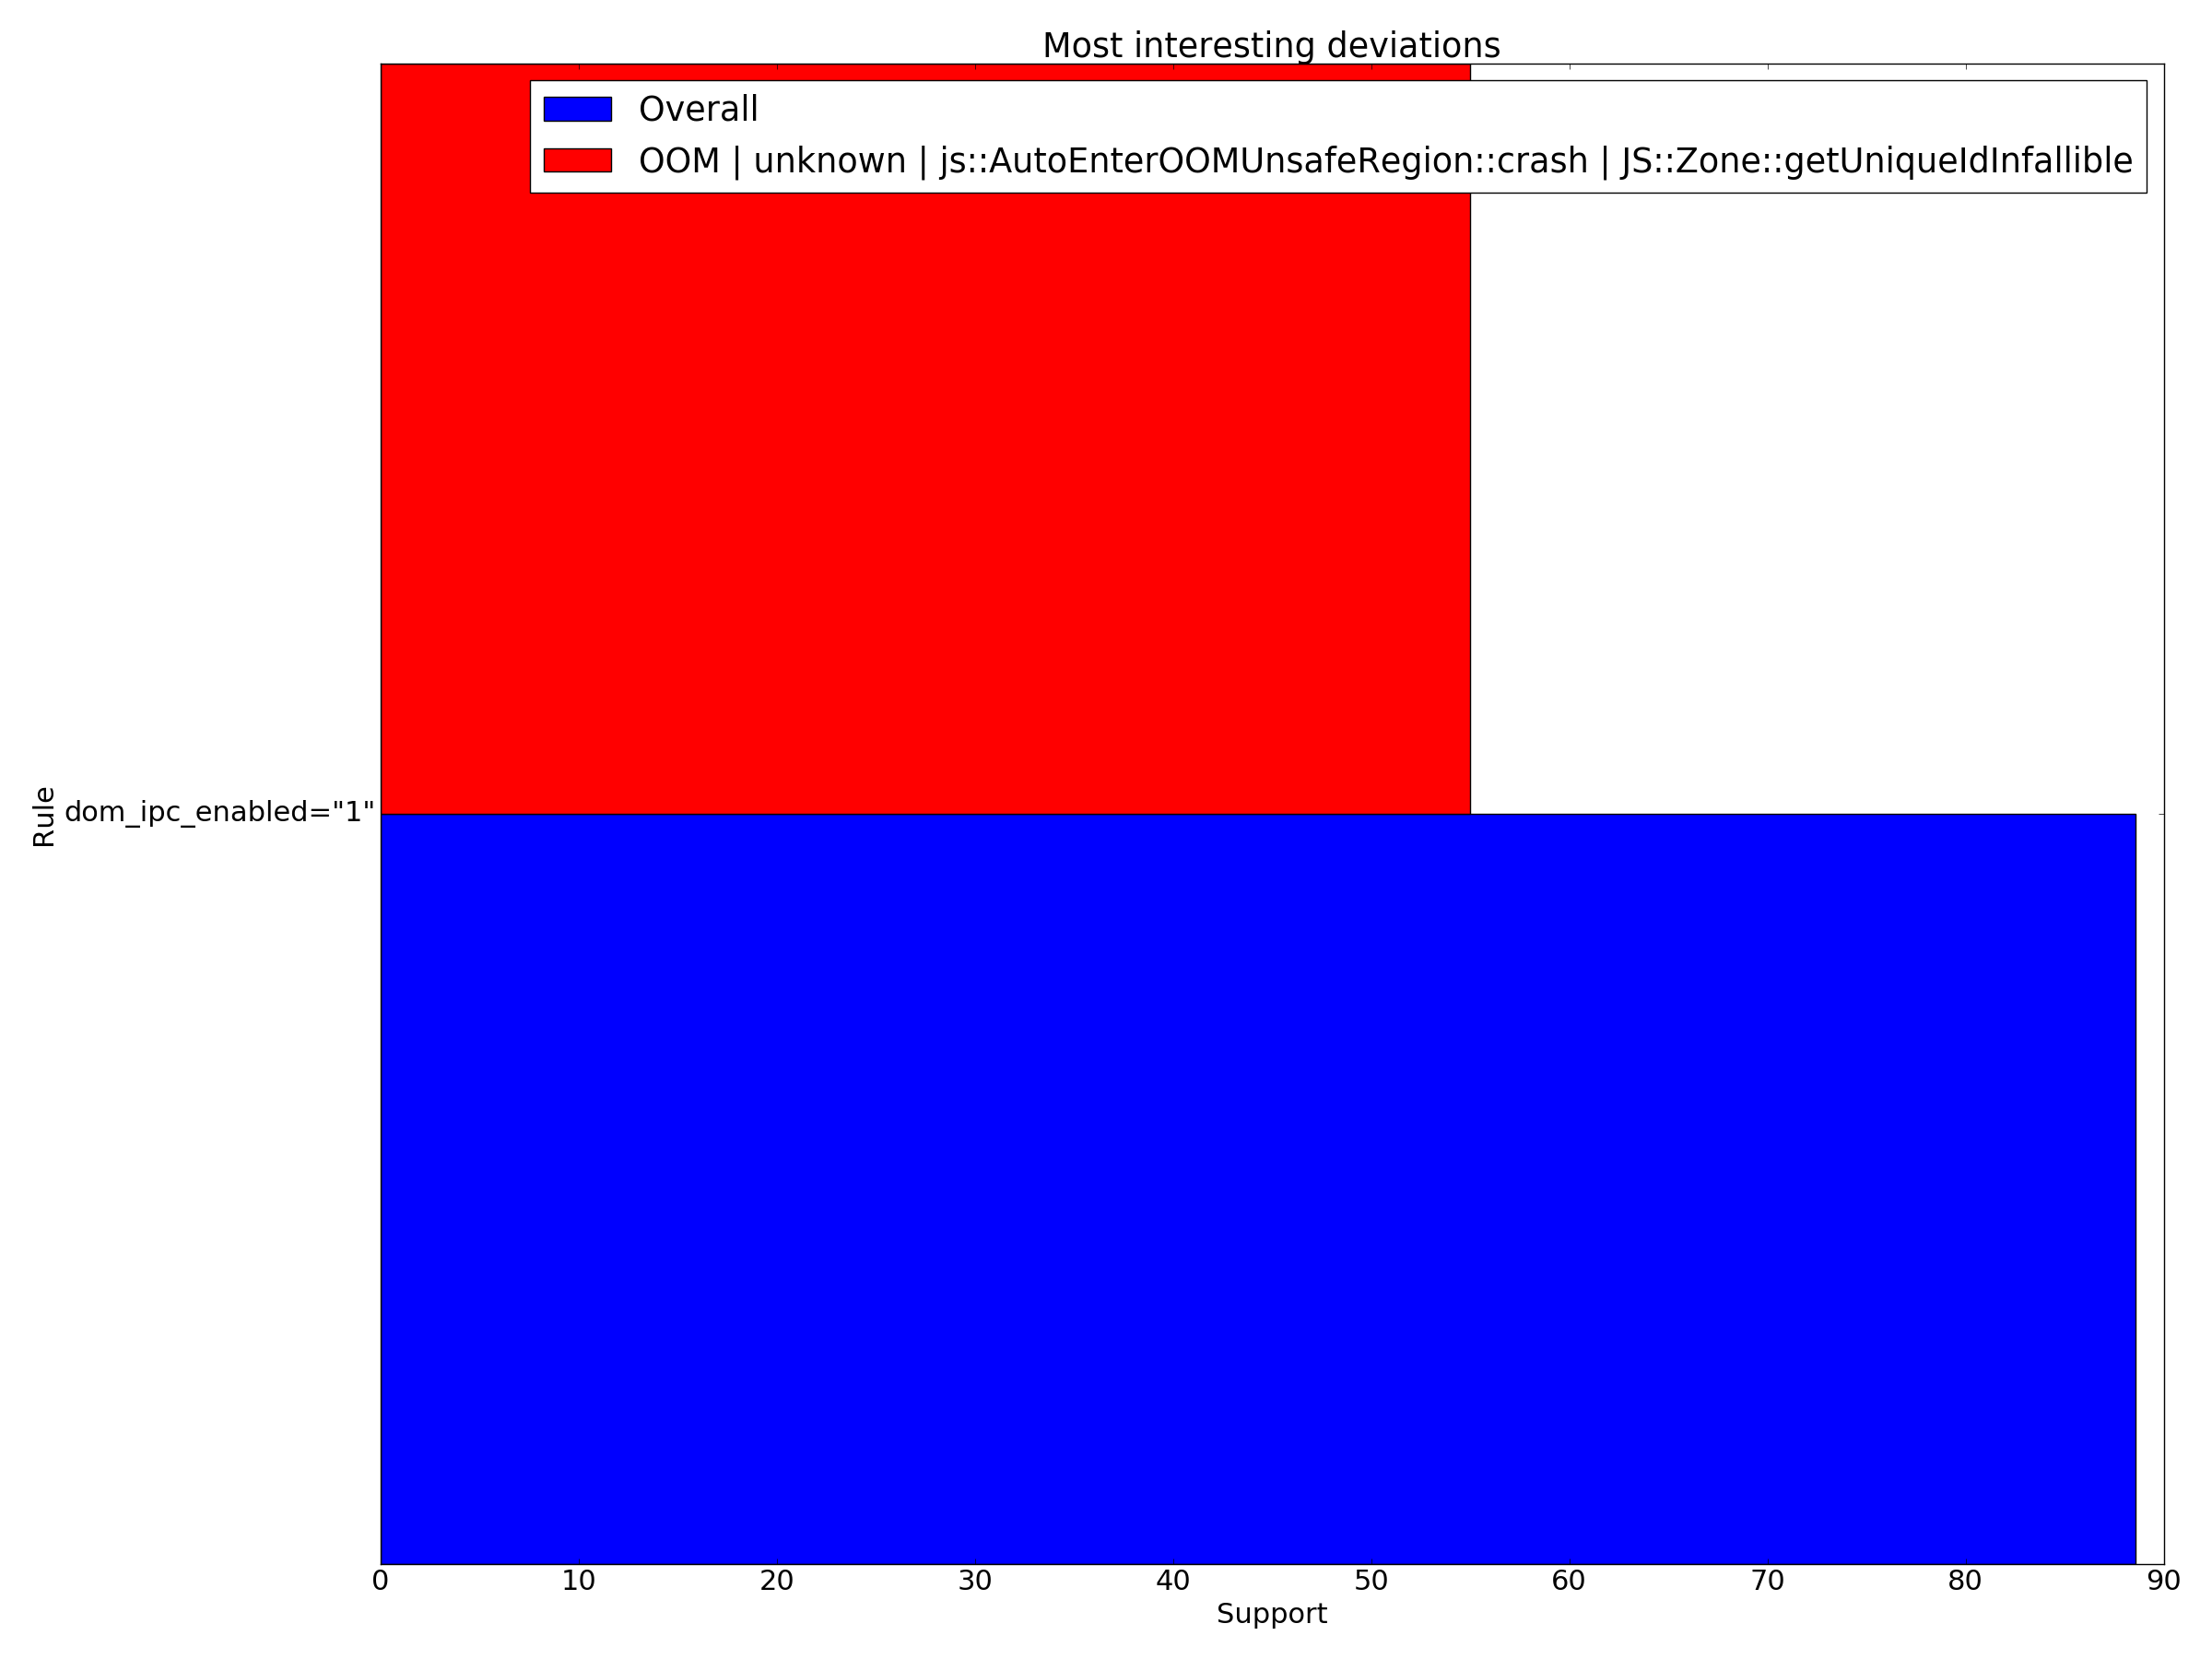 Most interesting deviations
Overall
OOM | unknown | js::AutoEnterOOMUnsafeRegion::crash | JS::Zone::getUniqueIdInfallible
Rule
dom_ipc_enabled="1"
0 10 20 30 40 50 60 70 80 90
Support